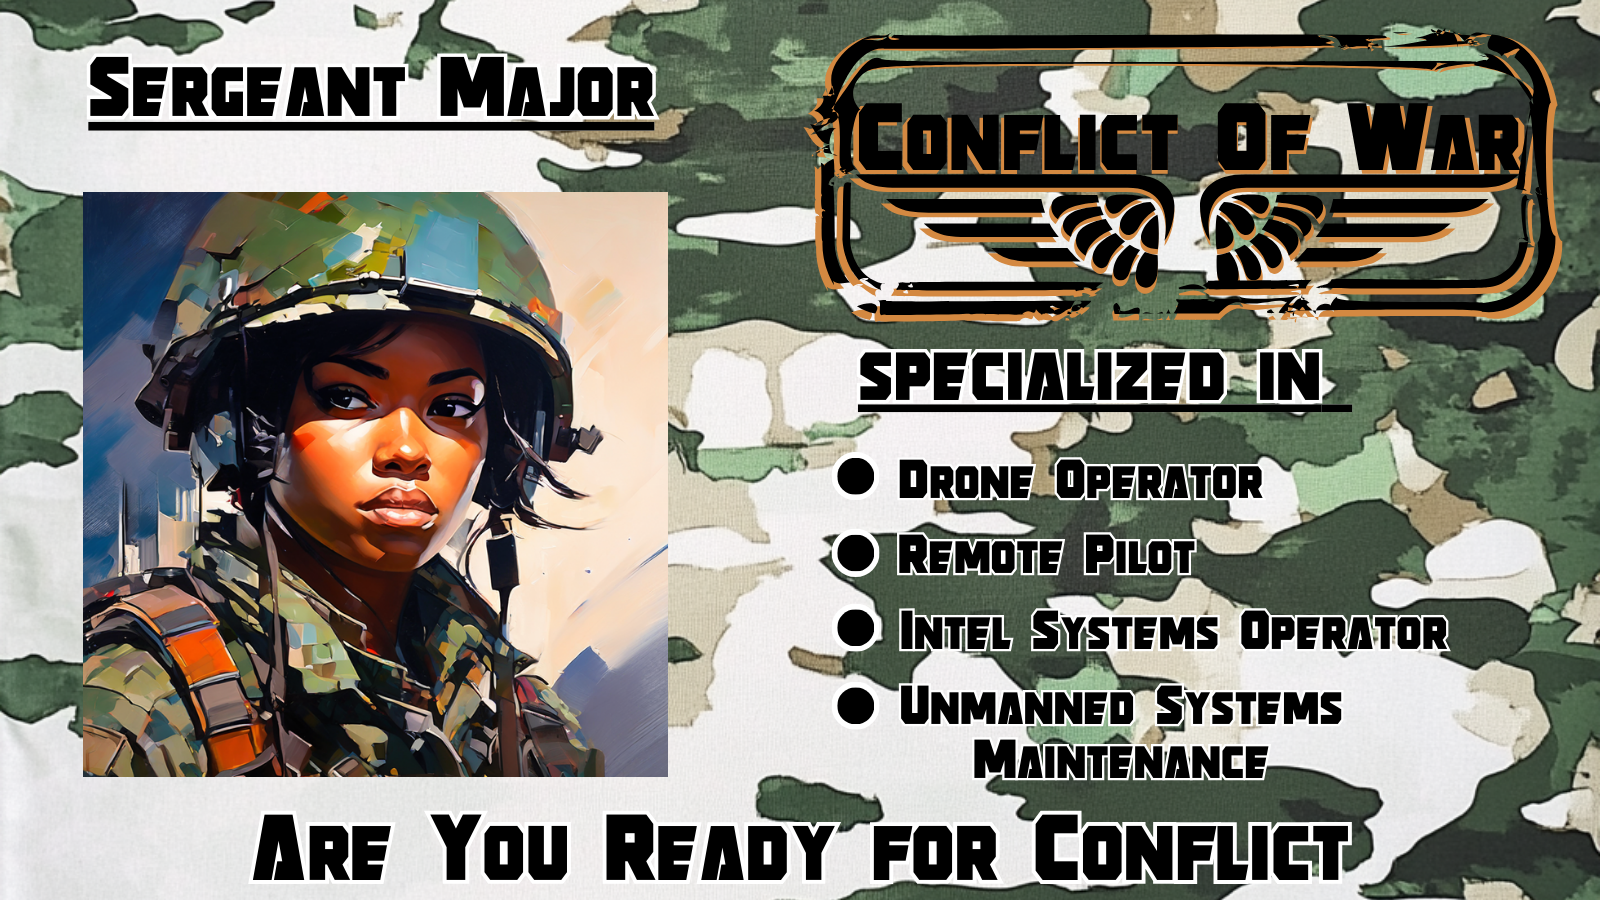 Sergeant Major
Conflict Of War
Specialized in
Drone Operator
Remote Pilot
Intel Systems Operator
Unmanned Systems
Maintenance
Are You Ready for Conflict